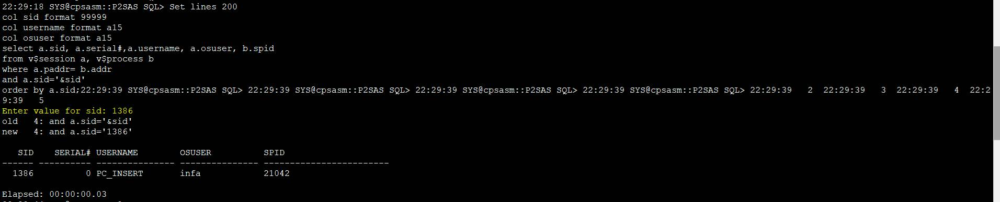 22:29:18 SYS@cpsasm::P2SAS SQL> Set lines 200
col sid format 99999
col username format a15
col osuser format a15
select a.sid, a.serial#,a.username, a.osuser, b.spid
from v$session a, v$process b
where a.paddr= b.addr
and a.sid='&sid'
order by a.sid;22:29:39 SYS@cpsasm::P2SAS SQL> 22:29:39 SYS@cpsasm::P2SAS SQL> 22:29:39 SYS@cpsasm::P2SAS SQL> 22:29:39 SYS@cpsasm::P2SAS SQL> 22:29:39   2  22:29:39   3  22:29:39   4  22:2
9:39   5
Enter value for sid: 1386
old   4: and a.sid='&sid'
new   4: and a.sid='1386'
   SID    SERIAL# USERNAME        OSUSER          SPID
------ ---------- --------------- --------------- ------------------------
  1386          0 PC_INSERT       infa            21042
Elapsed: 00:00:00.03